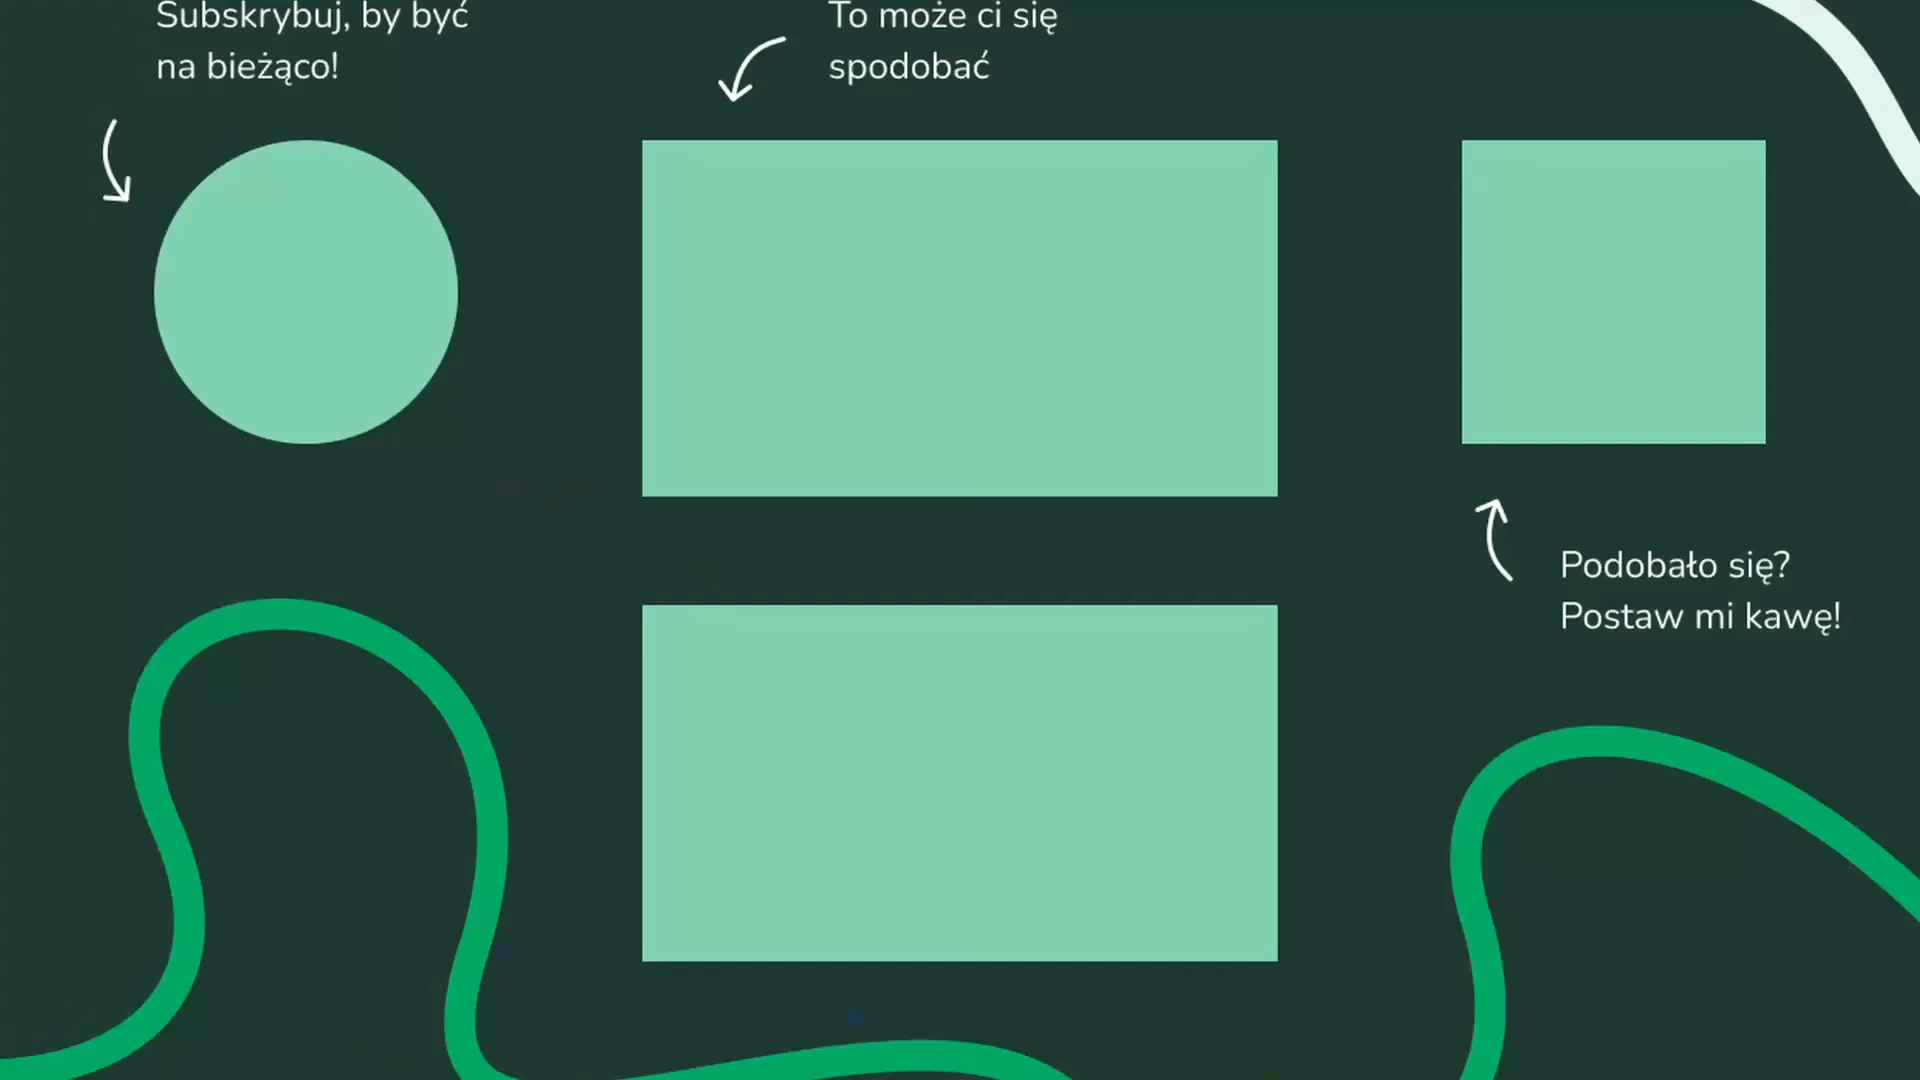 Subskrybuj, by być
na bieżąco!
To może ci się
spodobać
Podobało się?
Postaw mi kawę!